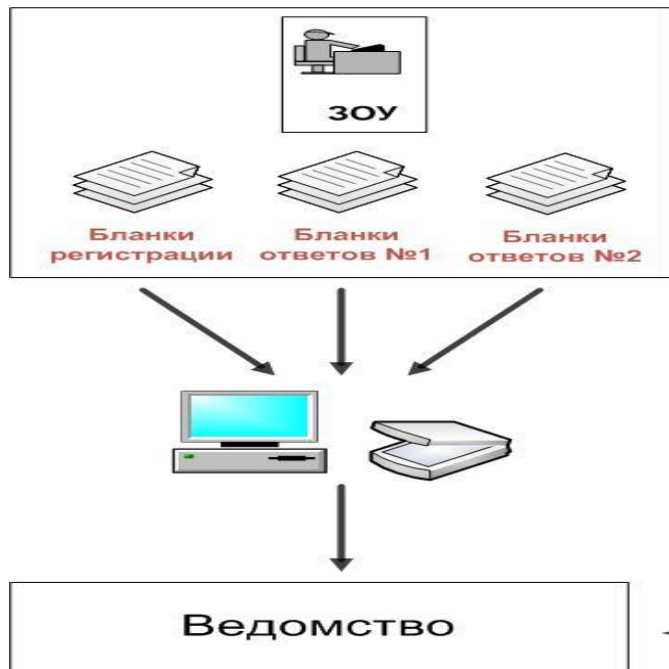 ЗОУ
Бланки
регистрации
Бланки
ответов №1
Бланки
ответов №2
Ведомство